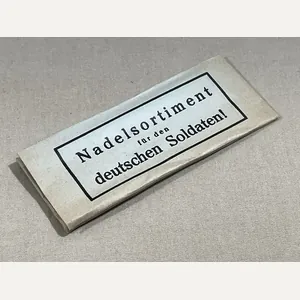 Nadelsortiment
für den
deutschen Soldaten!